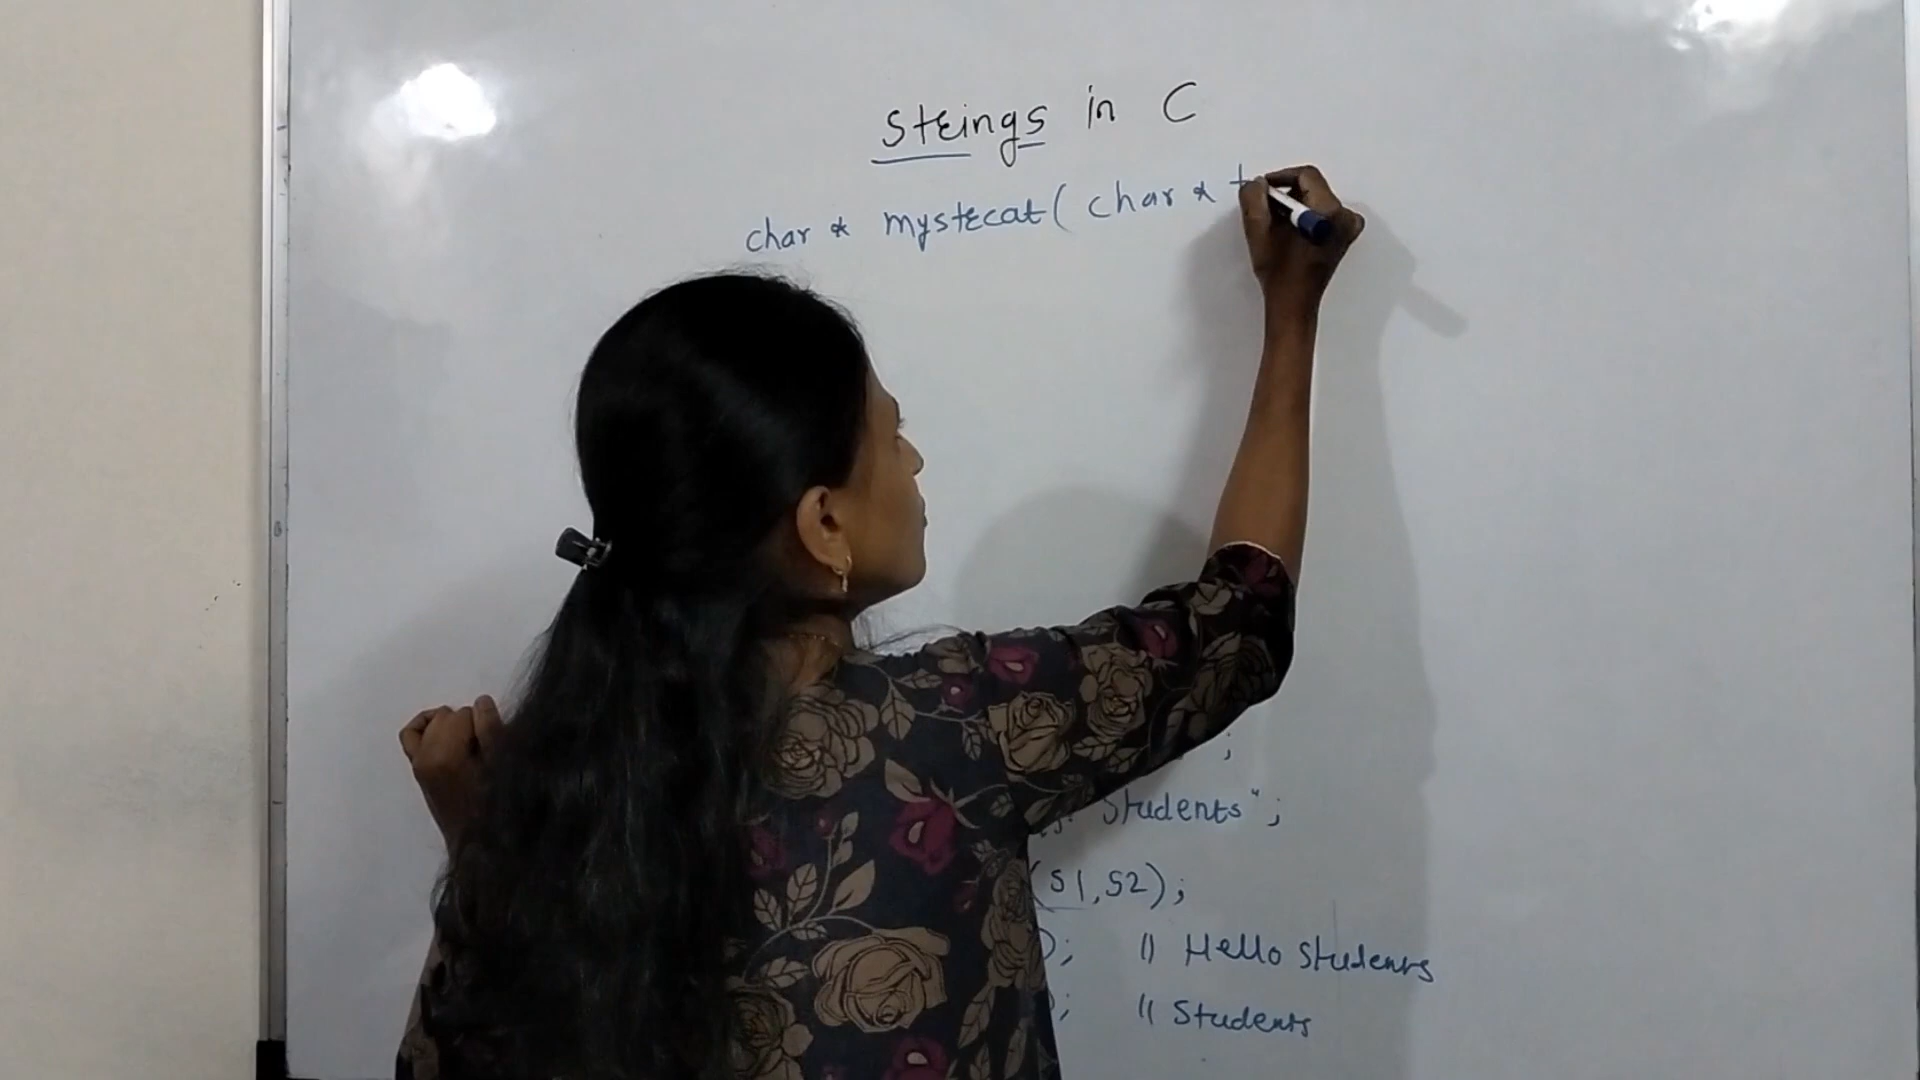 Strings in C
char * mystrcat( char * t
;
Students";
(S1,S2);
); // Hello Students
); // Students